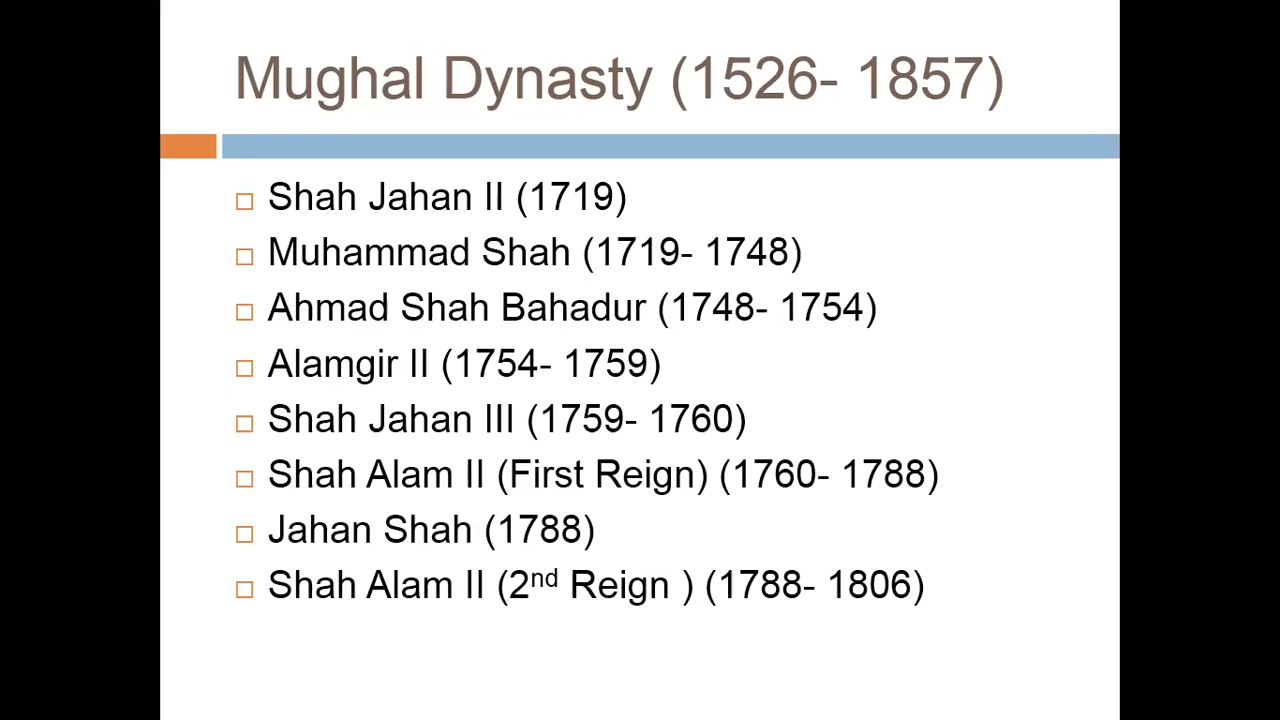 Mughal Dynasty (1526- 1857)
Shah Jahan II (1719)
Muhammad Shah (1719- 1748)
Ahmad Shah Bahadur (1748- 1754)
Alamgir II (1754- 1759)
Shah Jahan III (1759- 1760)
Shah Alam II (First Reign) (1760- 1788)
Jahan Shah (1788)
Shah Alam II (2nd Reign ) (1788- 1806)